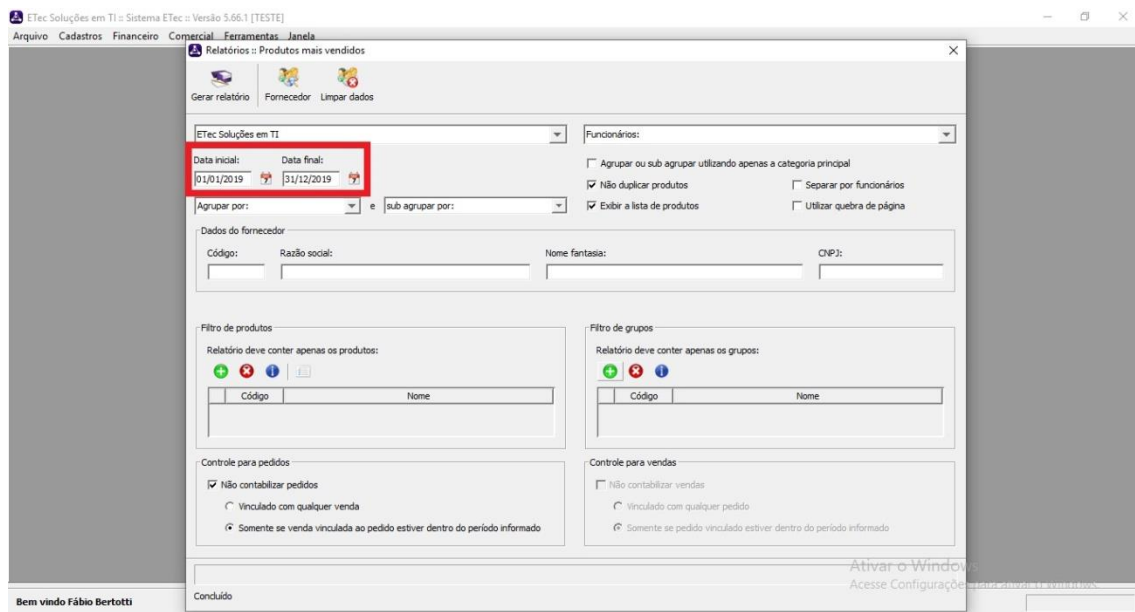 ETec Soluções em TI :: Sistema ETec :: Versão 5.66.1 [TESTE]
Arquivo Cadastros Financeiro Comercial Ferramentas Janela
Relatórios :: Produtos mais vendidos
Gerar relatório Fornecedor Limpar dados
ETec Soluções em TI Funcionários:
Data inicial: Data final: Agrupar ou sub agrupar utilizando apenas a categoria principal
01/01/2019 31/12/2019 Não duplicar produtos Separar por funcionários
Agrupar por: e sub agrupar por: Exibir a lista de produtos Utilizar quebra de página
Dados do fornecedor
Código: Razão social: Nome fantasia: CNPJ:
Filtro de produtos Filtro de grupos
Relatório deve conter apenas os produtos: Relatório deve conter apenas os grupos:
Código Nome Código Nome
Controle para pedidos Controle para vendas
Não contabilizar pedidos Não contabilizar vendas
Vinculado com qualquer venda Vinculado com qualquer pedido
Somente se venda vinculada ao pedido estiver dentro do período informado Somente se pedido vinculado estiver dentro do período informado
Ativar o Windows
Acesse Configurações para ativar o Windows.
Concluído
Bem vindo Fábio Bertotti